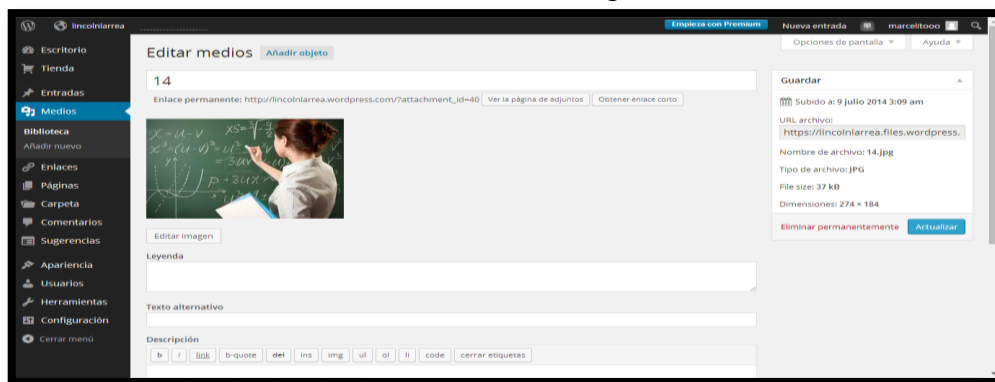 lincolnlarrea
Empieza con Premium
Nueva entrada
marcelitooo
Escritorio
Tienda
Entradas
Medios
Biblioteca
Añadir nuevo
Enlaces
Páginas
Carpeta
Comentarios
Sugerencias
Apariencia
Usuarios
Herramientas
Configuración
Cerrar menú
Opciones de pantalla
Ayuda
Editar medios Añadir objeto
14
Enlace permanente: http://lincolnlarrea.wordpress.com/?attachment_id=40 Ver la página de adjuntos Obtener enlace corto
x=u-v
Editar imagen
Leyenda
Texto alternativo
Descripción
b i link b-quote del ins img ul ol li code cerrar etiquetas
Guardar
Subido a: 9 julio 2014 3:09 am
URL archivo:
https://lincolnlarrea.files.wordpress.
Nombre de archivo: 14.jpg
Tipo de archivo: JPG
File size: 37 kB
Dimensiones: 274 × 184
Eliminar permanentemente Actualizar